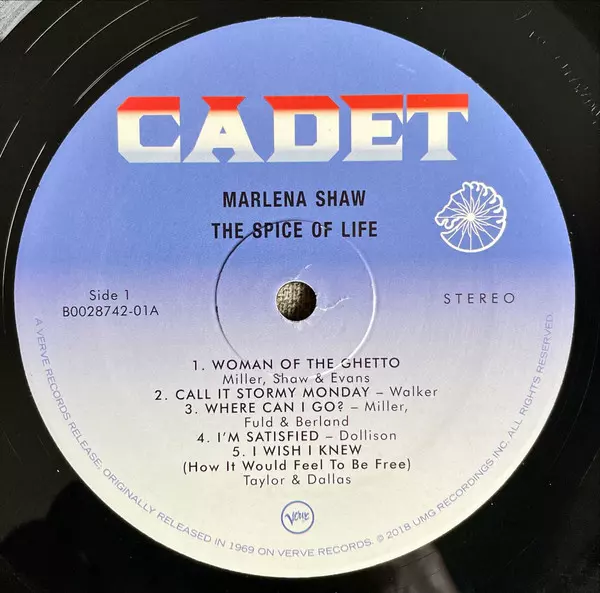 CADET
MARLENA SHAW
THE SPICE OF LIFE
Side 1
B0028742-01A
STEREO
1. WOMAN OF THE GHETTO
Miller, Shaw & Evans
2. CALL IT STORMY MONDAY – Walker
3. WHERE CAN I GO? – Miller,
Fuld & Berland
4. I'M SATISFIED – Dollison
5. I WISH I KNEW
(How It Would Feel To Be Free)
Taylor & Dallas
Verve
A VERVE RECORDS RELEASE. ORIGINALLY RELEASED IN 1969 ON VERVE RECORDS. ℗© 2018 UMG RECORDINGS INC. ALL RIGHTS RESERVED.